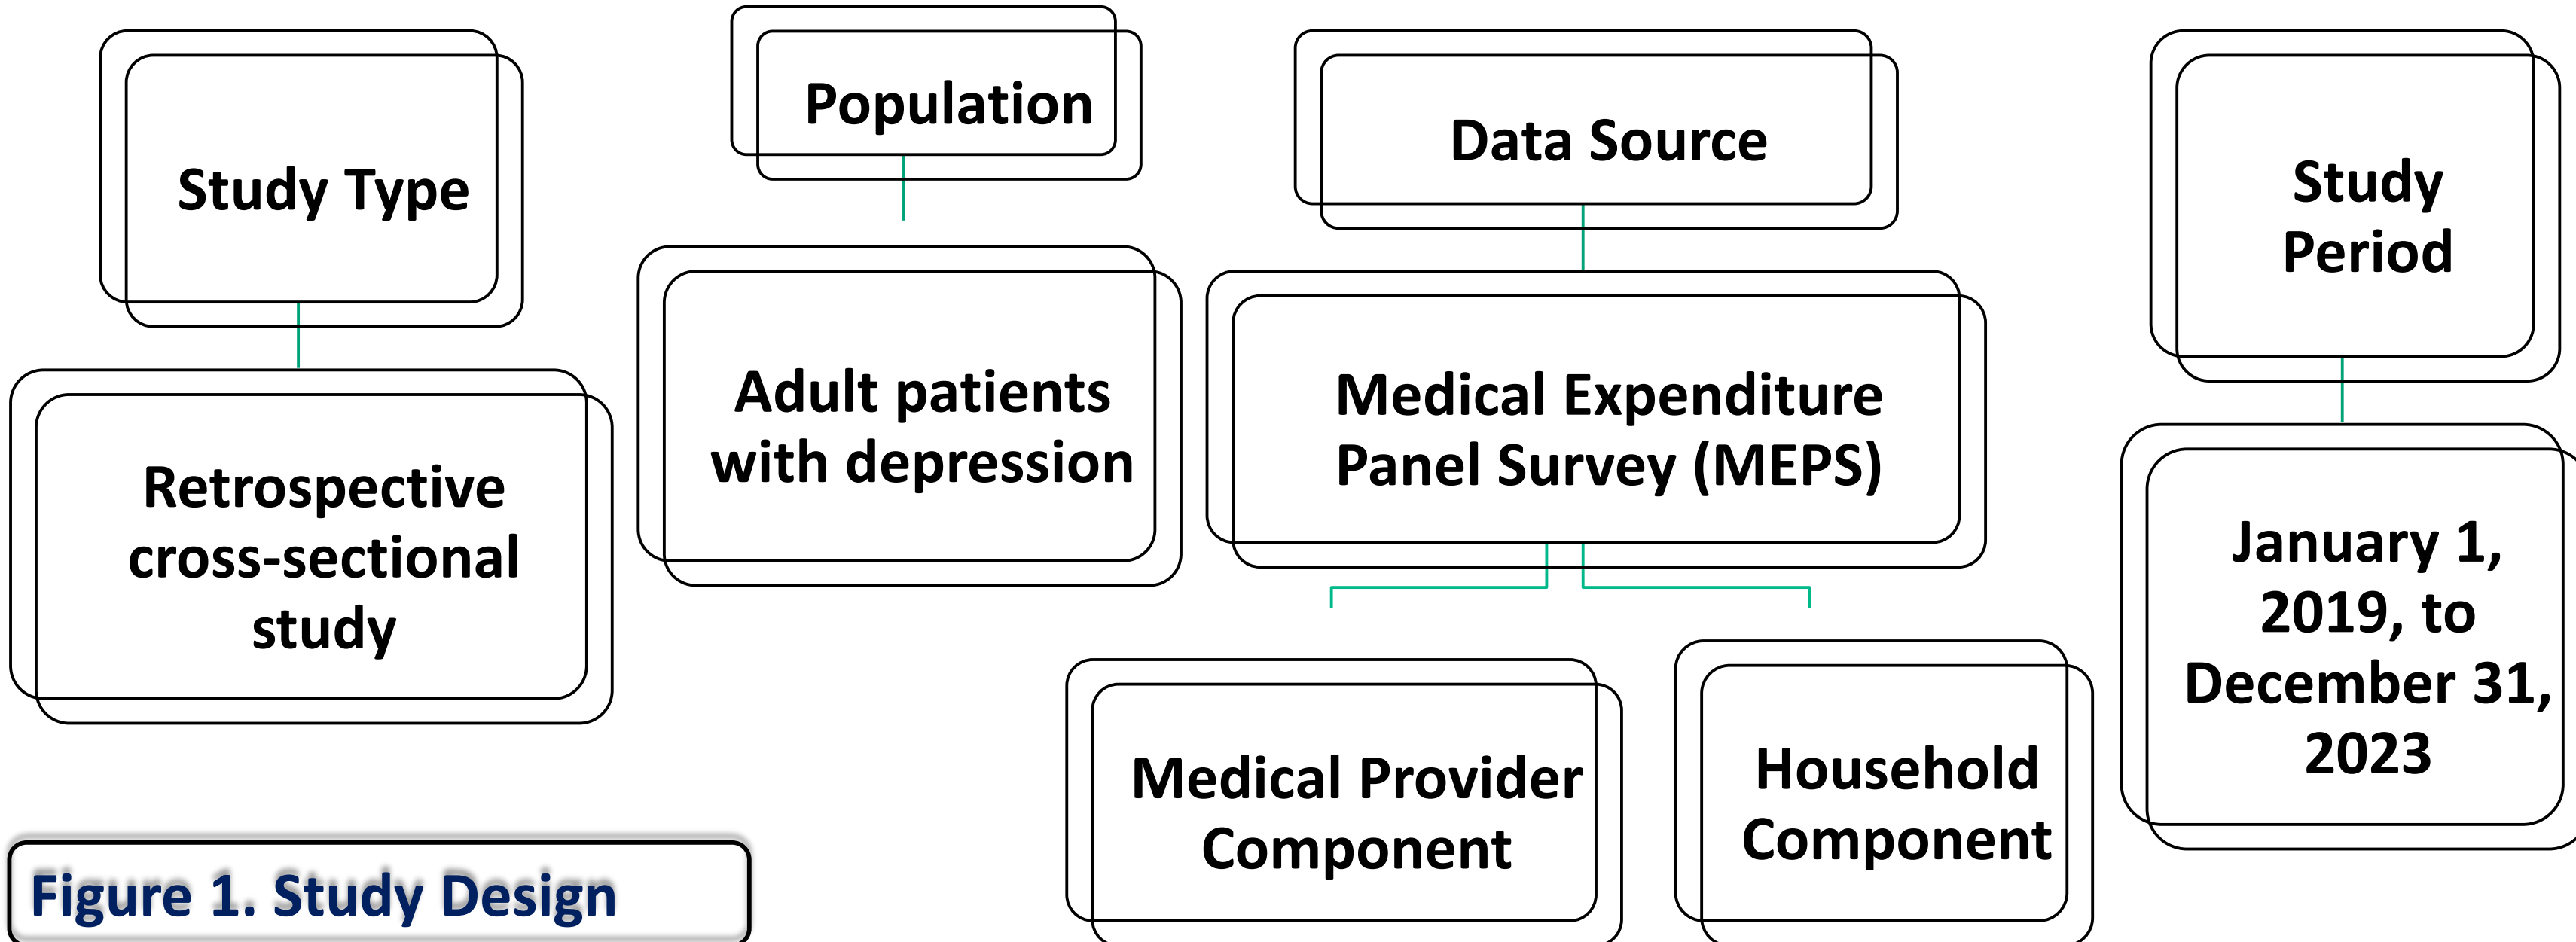 Study Type
Retrospective
cross-sectional
study
Population
Adult patients
with depression
Data Source
Medical Expenditure
Panel Survey (MEPS)
Medical Provider
Component
Household
Component
Study
Period
January 1,
2019, to
December 31,
2023
Figure 1. Study Design